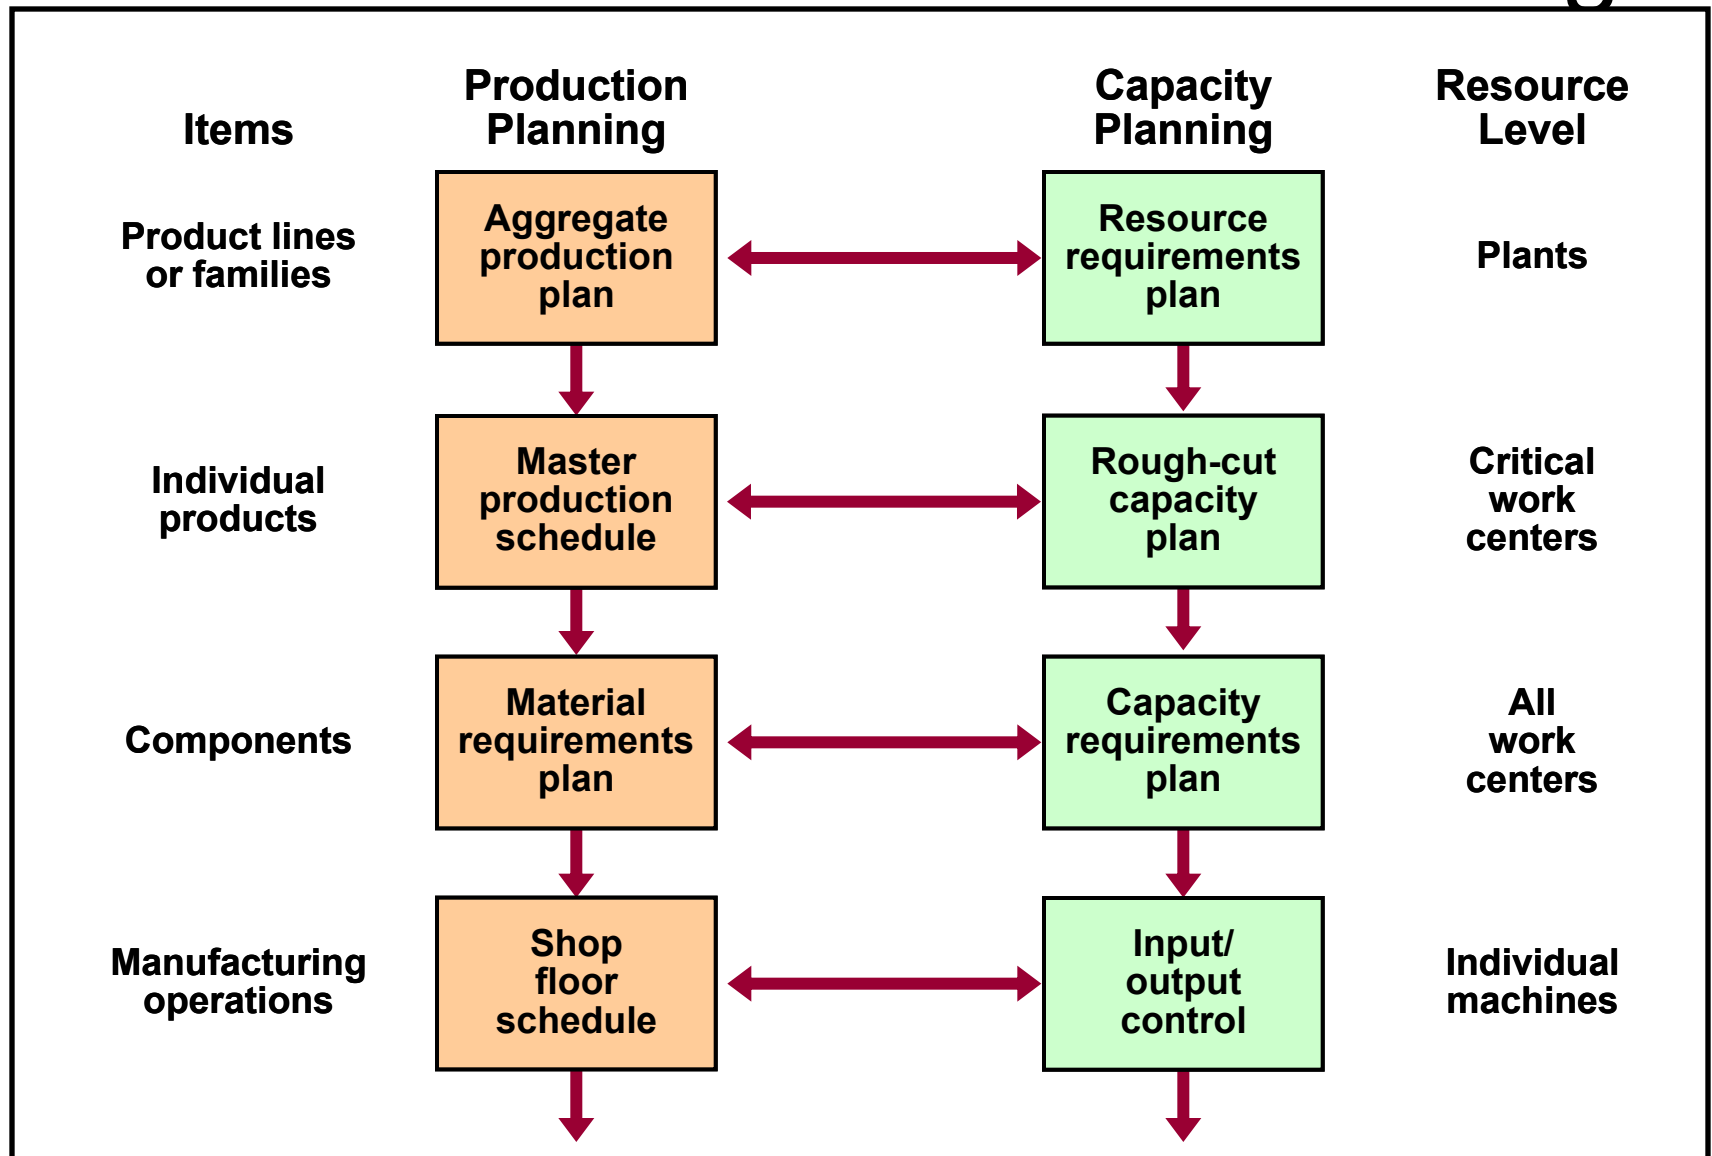 Items
Production
Planning
Capacity
Planning
Resource
Level
Product lines
or families
Aggregate
production
plan
Resource
requirements
plan
Plants
Individual
products
Master
production
schedule
Rough-cut
capacity
plan
Critical
work
centers
Components
Material
requirements
plan
Capacity
requirements
plan
All
work
centers
Manufacturing
operations
Shop
floor
schedule
Input/
output
control
Individual
machines